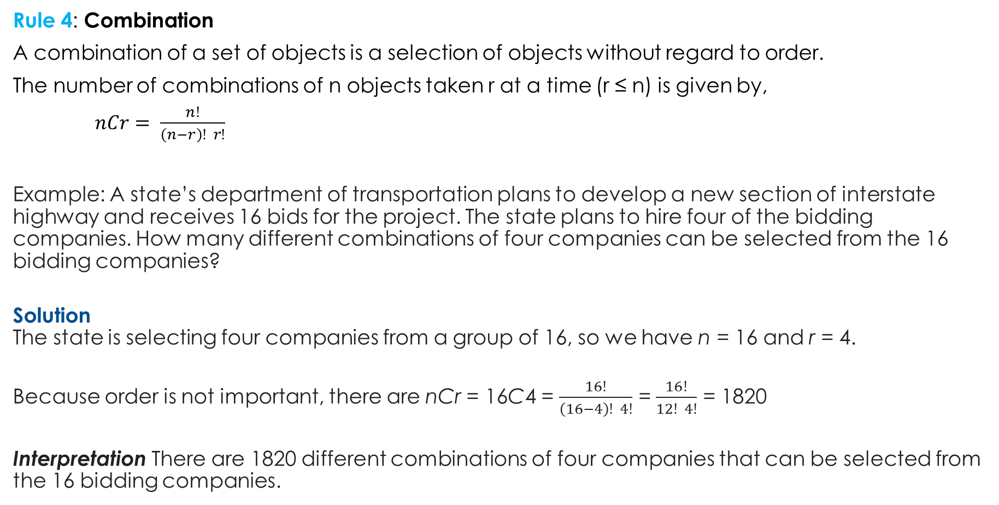 Rule 4: Combination
A combination of a set of objects is a selection of objects without regard to order.
The number of combinations of n objects taken r at a time (r ≤ n) is given by,
nCr = n! / (n−r)! r!
Example: A state’s department of transportation plans to develop a new section of interstate
highway and receives 16 bids for the project. The state plans to hire four of the bidding
companies. How many different combinations of four companies can be selected from the 16
bidding companies?
Solution
The state is selecting four companies from a group of 16, so we have n = 16 and r = 4.
Because order is not important, there are nCr = 16C4 = 16! / (16−4)! 4! = 16! / 12! 4! = 1820
Interpretation There are 1820 different combinations of four companies that can be selected from
the 16 bidding companies.